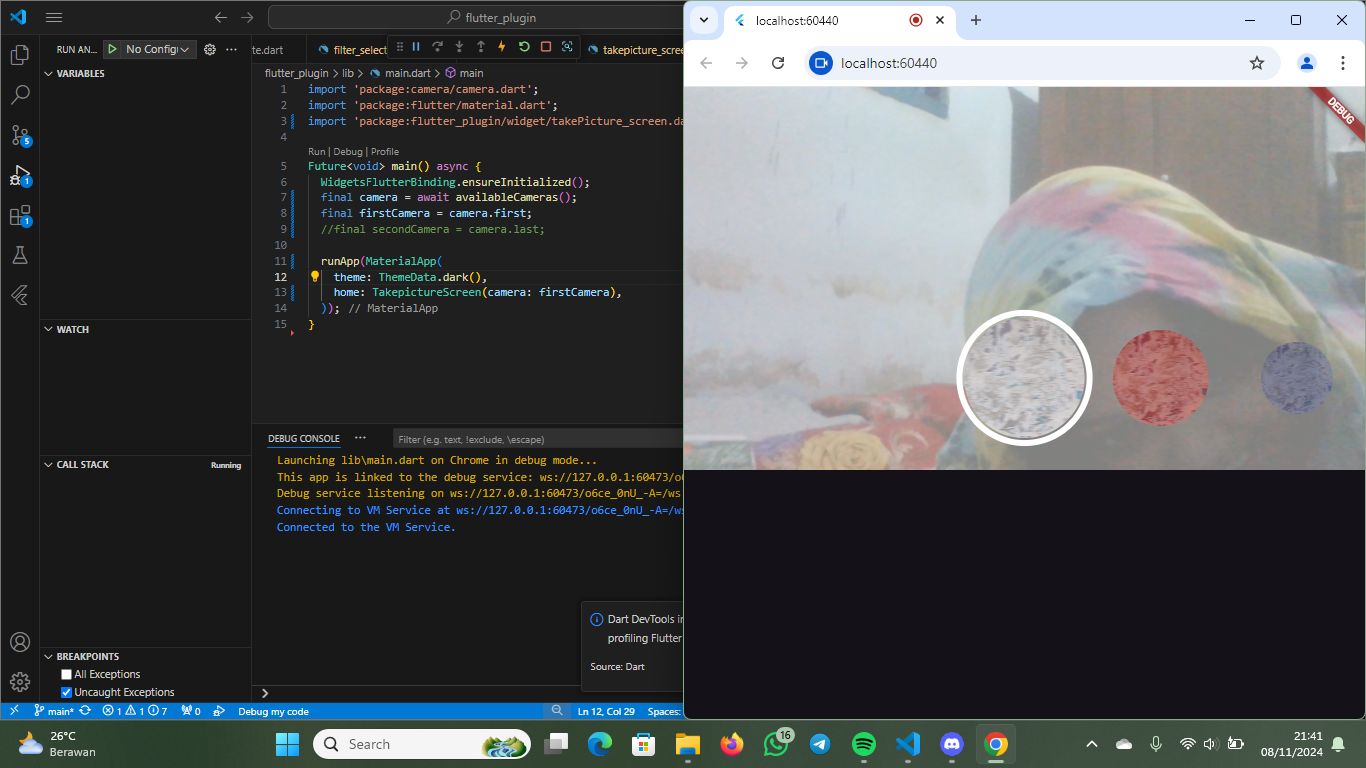 flutter_plugin
RUN AN...
No Config
te.dart
filter_select
takepicture_scree
VARIABLES
WATCH
CALL STACK
Running
BREAKPOINTS
All Exceptions
Uncaught Exceptions
flutter_plugin > lib > main.dart > main
1 import 'package:camera/camera.dart';
2 import 'package:flutter/material.dart';
3 import 'package:flutter_plugin/widget/takePicture_screen.da
4
Run | Debug | Profile
5 Future<void> main() async {
6 WidgetsFlutterBinding.ensureInitialized();
7 final camera = await availableCameras();
8 final firstCamera = camera.first;
9 //final secondCamera = camera.last;
10
11 runApp(MaterialApp(
12 theme: ThemeData.dark(),
13 home: TakepictureScreen(camera: firstCamera),
14 )); // MaterialApp
15 }
DEBUG CONSOLE
Filter (e.g. text, !exclude, \escape)
Launching lib\main.dart on Chrome in debug mode...
This app is linked to the debug service: ws://127.0.0.1:60473/o6
Debug service listening on ws://127.0.0.1:60473/o6ce_0nU_-A=/ws
Connecting to VM Service at ws://127.0.0.1:60473/o6ce_0nU_-A=/ws
Connected to the VM Service.
Dart DevTools in
profiling Flutter
Source: Dart
main*
1 1 7
0
Debug my code
Ln 12, Col 29
Spaces:
5
1
1
localhost:60440
localhost:60440
DEBUG
26°C
Berawan
Search
16
21:41
08/11/2024